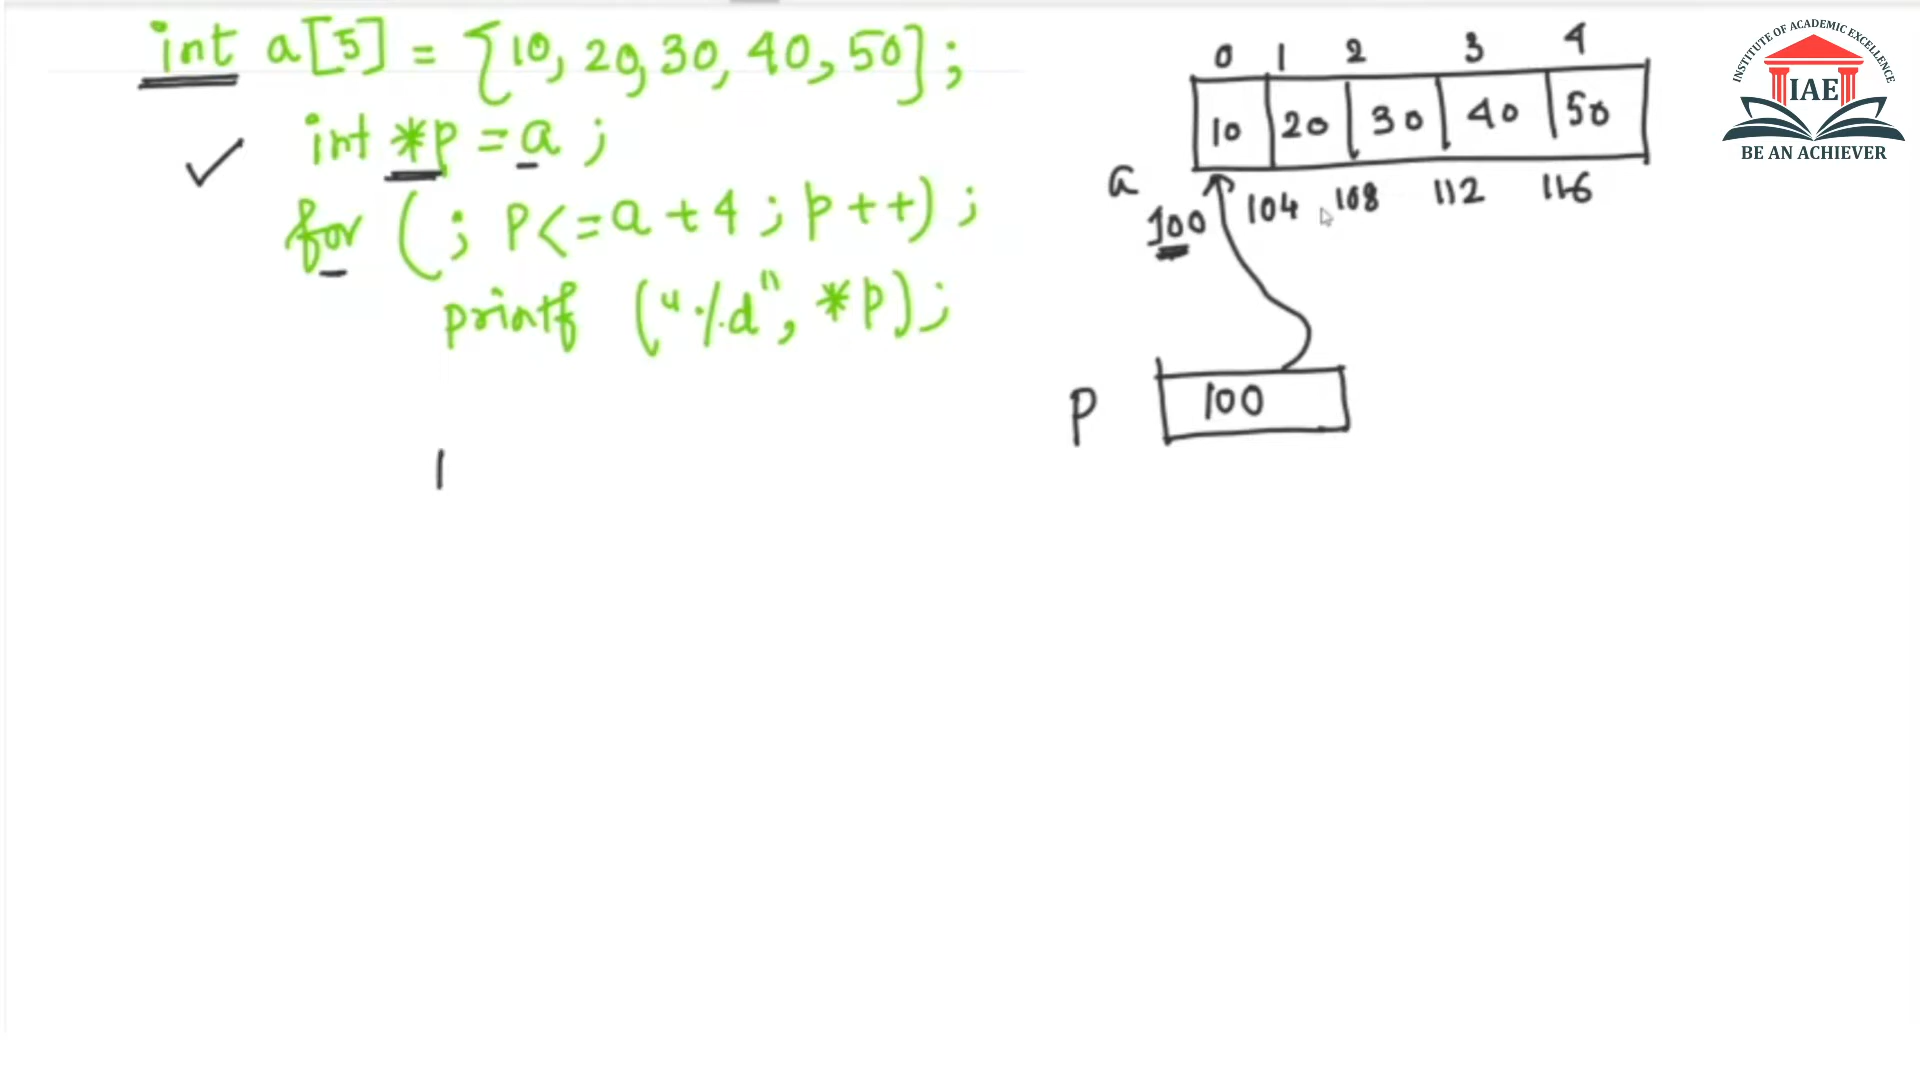 int a[5] = {10, 20, 30, 40, 50};
int *p = a ;
for ( ; P<=a+4 ; p++) ;
printf ("%d", *p);
0 1 2 3 4
10 20 30 40 50
a
100 104 108 112 116
P 100
INSTITUTE OF ACADEMIC EXCELLENCE
IAE
BE AN ACHIEVER